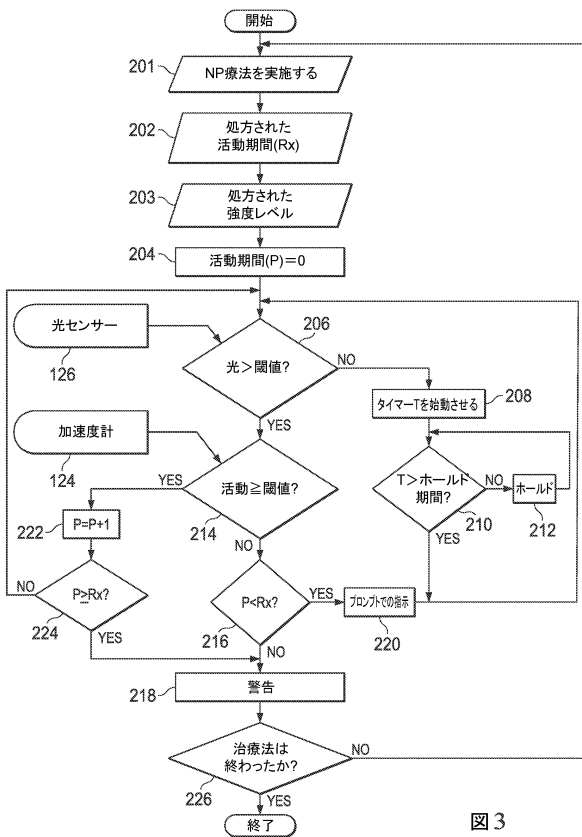 開始
201
NP療法を実施する
202
処方された
活動期間(Rx)
203
処方された
強度レベル
204
活動期間(P)=0
光センサー
126
光>閾値?
206
NO
YES
タイマーTを始動させる
208
加速度計
124
YES
活動≧閾値?
214
NO
T>ホールド
期間?
210
NO
ホールド
212
YES
222
P=P+1
NO
P≧Rx?
224
YES
P<Rx?
216
YES
NO
プロンプトでの指示
220
218
警告
治療法は
終わったか?
226
NO
YES
終了
図3